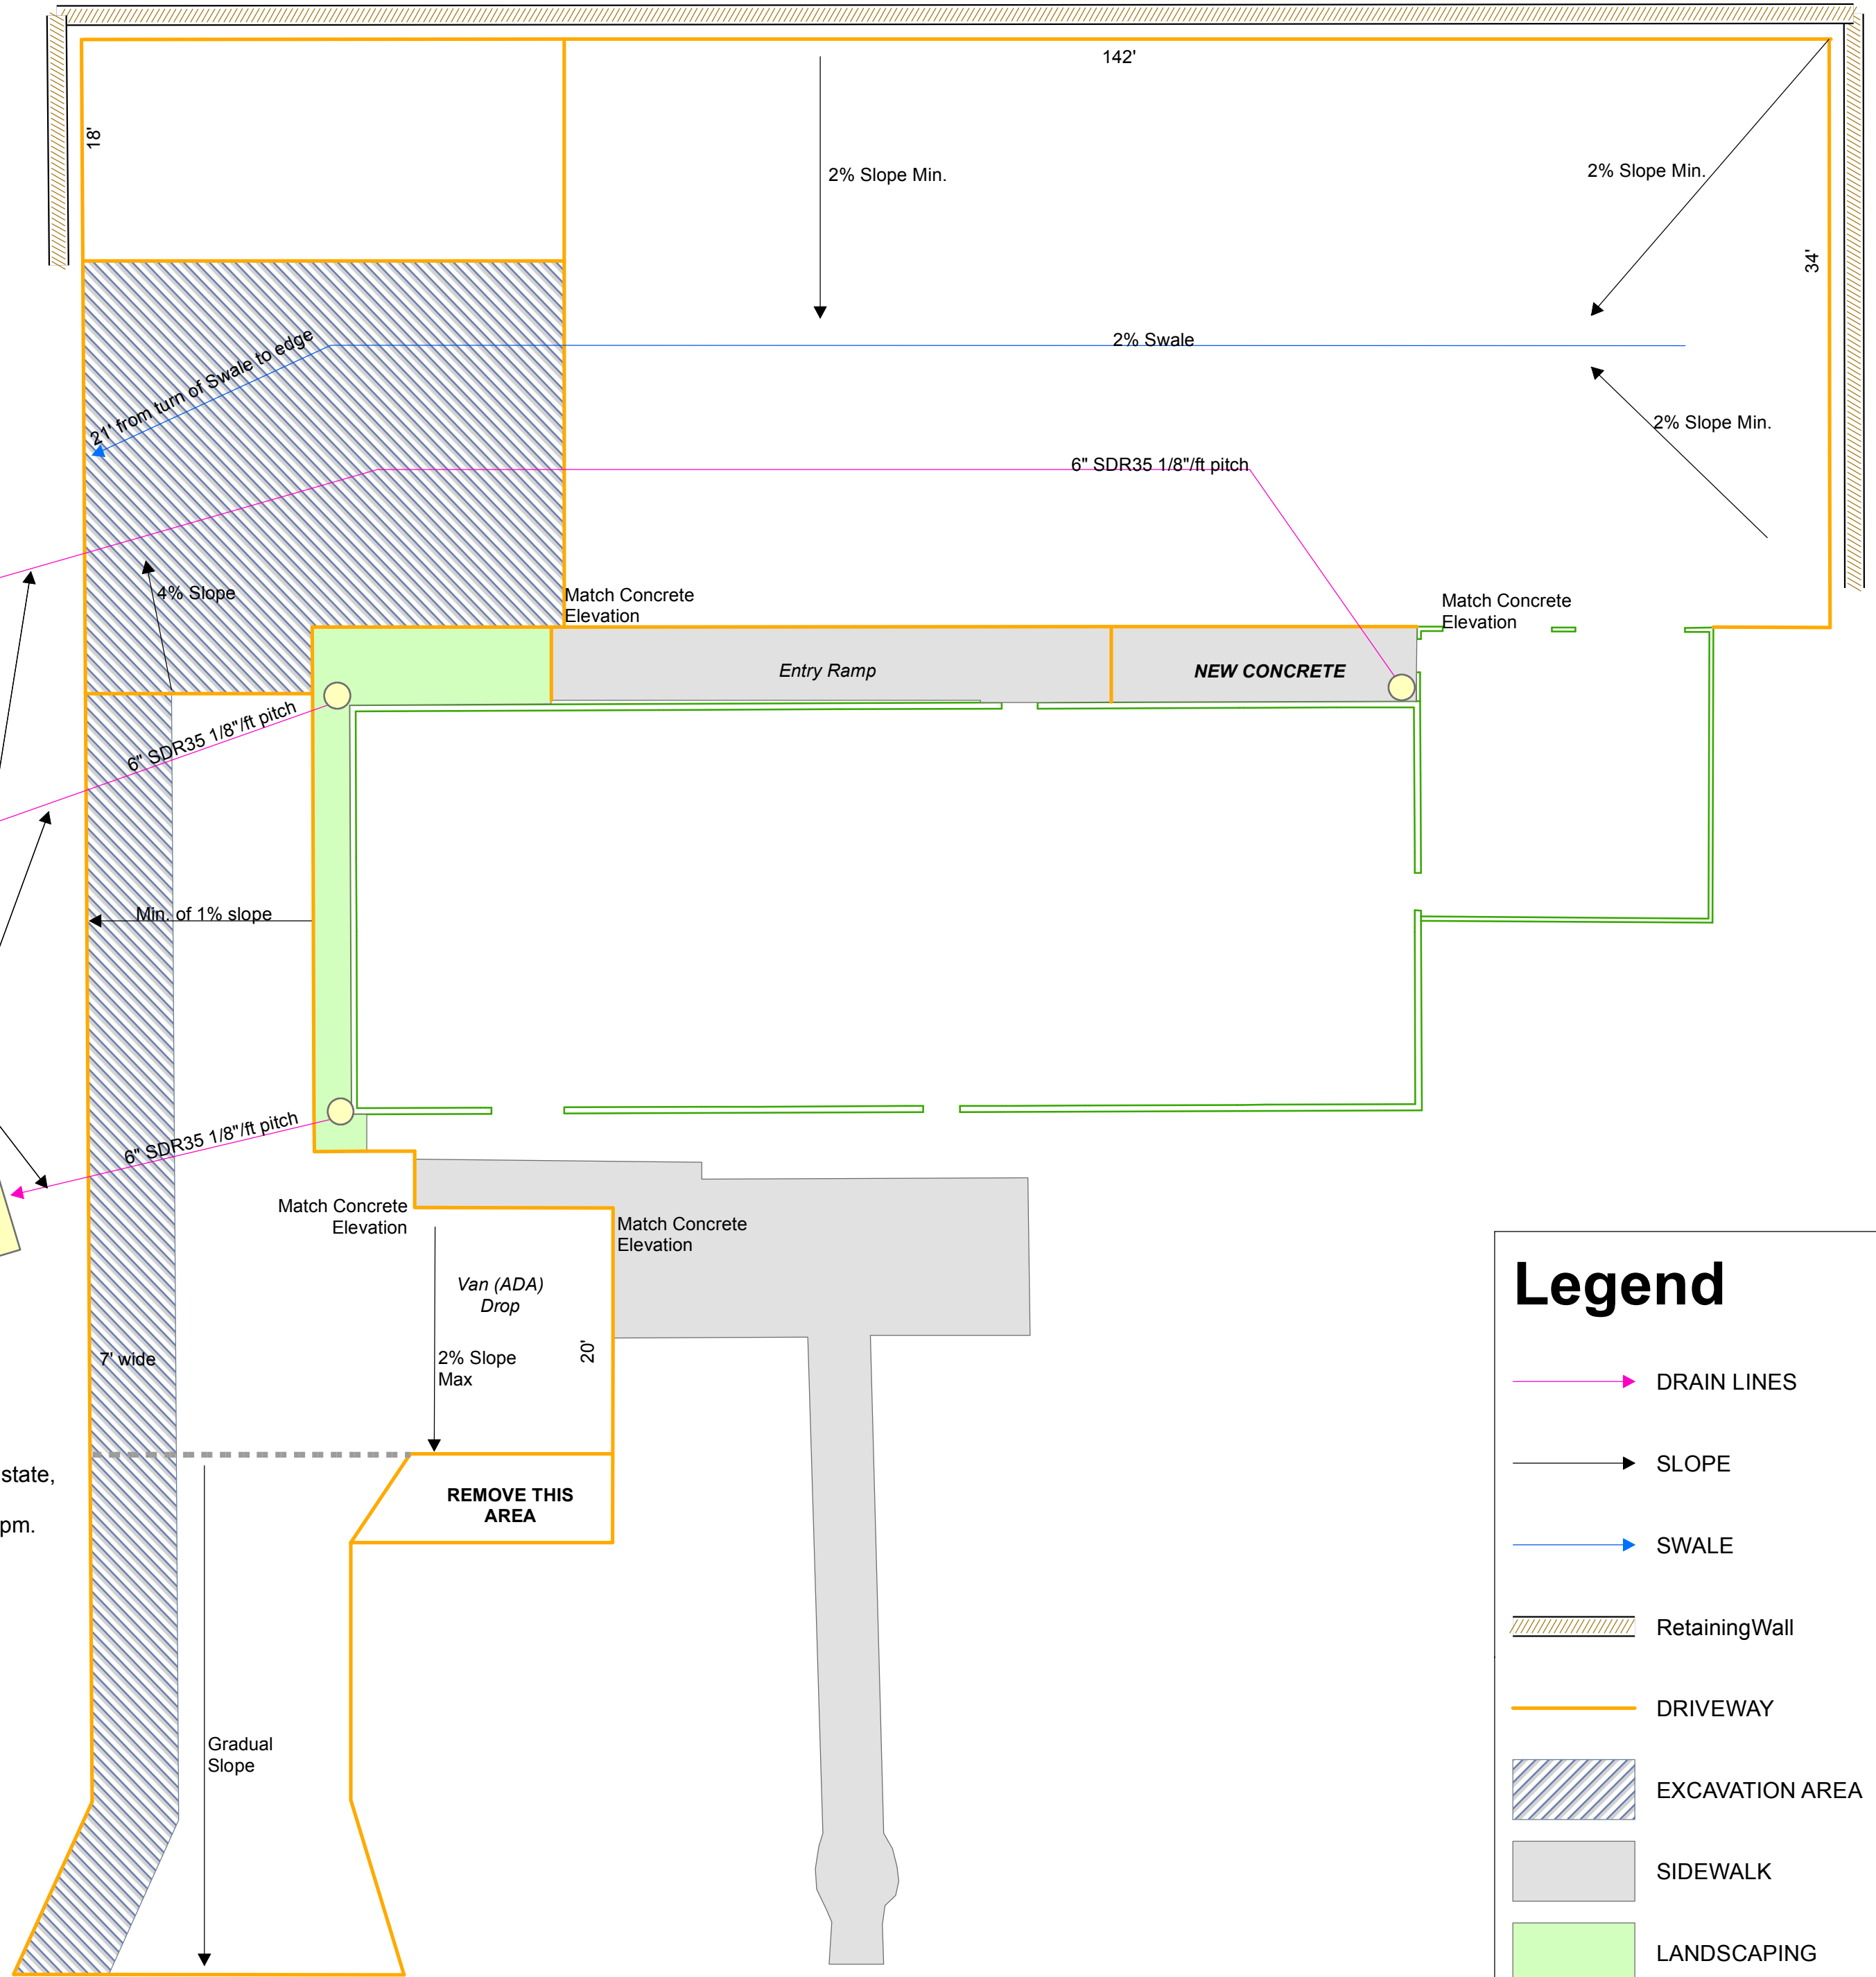 142'
18'
2% Slope Min.
2% Slope Min.
34'
2% Swale
21' from turn of Swale to edge
2% Slope Min.
6" SDR35 1/8"/ft pitch
4% Slope
Match Concrete
Elevation
Match Concrete
Elevation
Entry Ramp
NEW CONCRETE
6" SDR35 1/8"/ft pitch
Min. of 1% slope
6" SDR35 1/8"/ft pitch
Match Concrete
Elevation
Match Concrete
Elevation
Van (ADA)
Drop
20'
2% Slope
Max
7' wide
state,
pm.
REMOVE THIS
AREA
Gradual
Slope
Legend
DRAIN LINES
SLOPE
SWALE
RetainingWall
DRIVEWAY
EXCAVATION AREA
SIDEWALK
LANDSCAPING